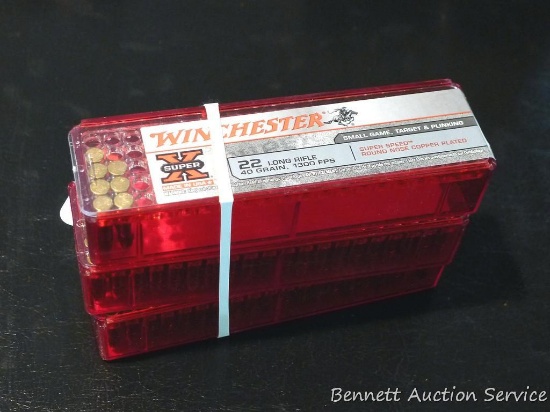 WINCHESTER
SUPER
X
22 LONG RIFLE
40 GRAIN, 1300 FPS
SMALL GAME, TARGET & PLINKING
SUPER SPEED™
ROUND NOSE COPPER PLATED
Bennett Auction Service